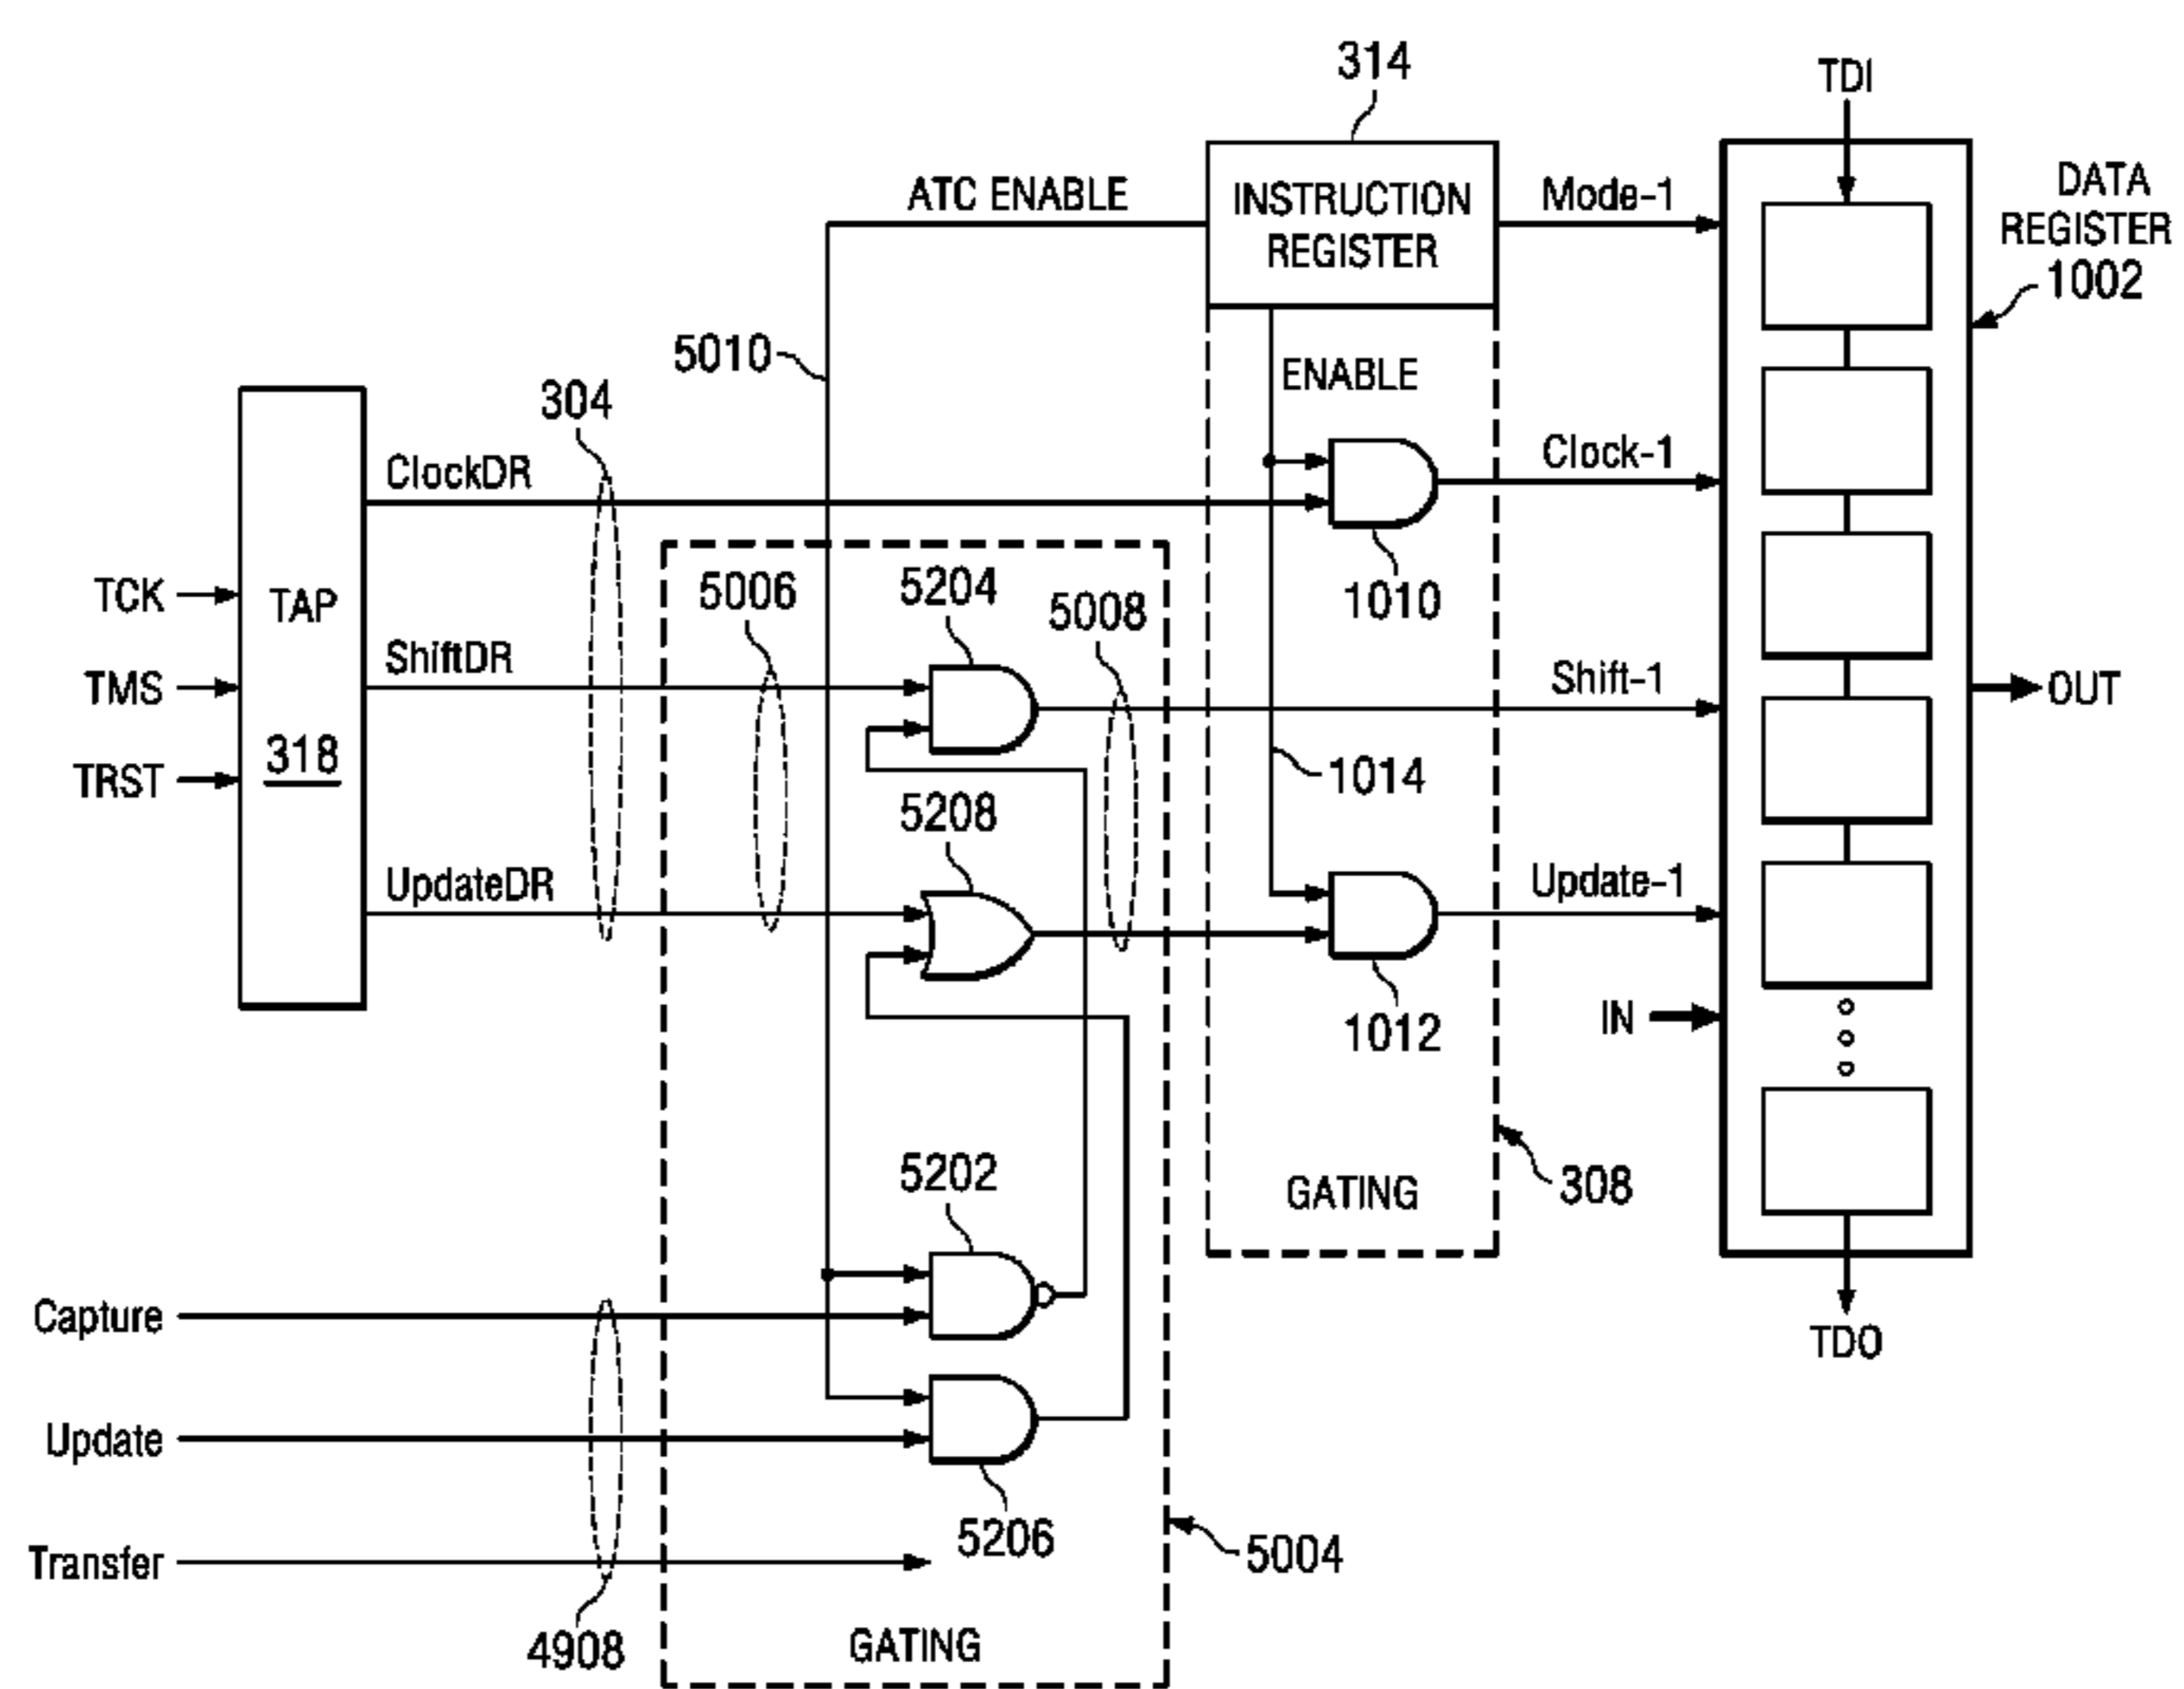 314
TDI
ATC ENABLE
INSTRUCTION
REGISTER
Mode-1
DATA
REGISTER
1002
5010
ENABLE
304
ClockDR
Clock-1
TCK
TAP
5006
5204
5008
1010
TMS
ShiftDR
Shift-1
OUT
TRST
318
5208
1014
UpdateDR
Update-1
IN
1012
5202
GATING
308
Capture
TDO
Update
5206
5004
Transfer
4908
GATING